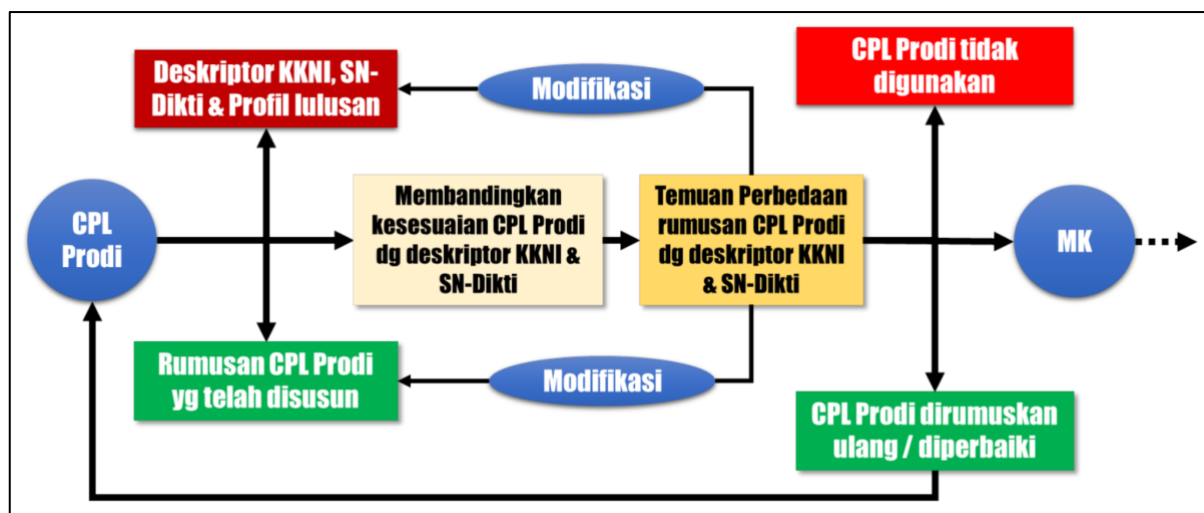 Deskriptor KKNI, SN-
Dikti & Profil lulusan
Modifikasi
CPL Prodi tidak
digunakan
CPL
Prodi
Membandingkan
kesesuaian CPL Prodi
dg deskriptor KKNI &
SN-Dikti
Temuan Perbedaan
rumusan CPL Prodi
dg deskriptor KKNI
& SN-Dikti
MK
Rumusan CPL Prodi
yg telah disusun
Modifikasi
CPL Prodi dirumuskan
ulang / diperbaiki